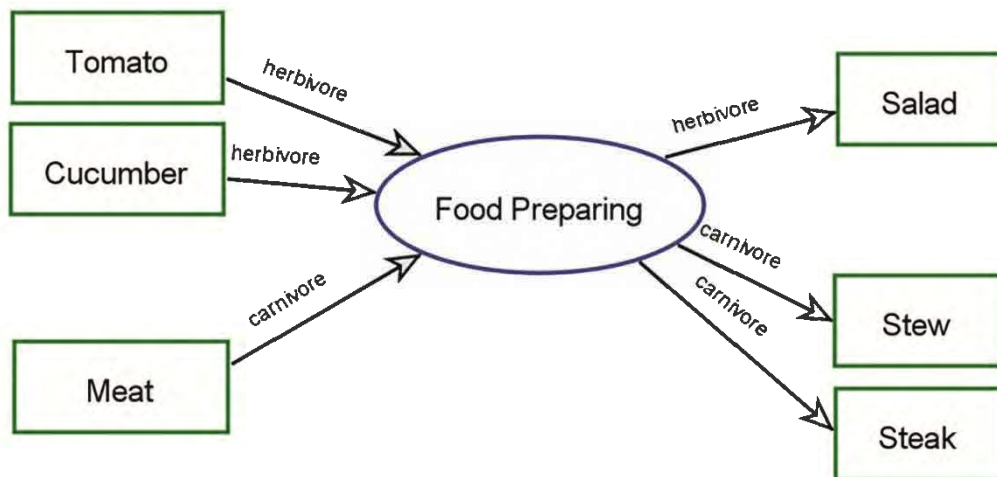 Tomato
herbivore
Cucumber
herbivore
Meat
carnivore
Food Preparing
herbivore
Salad
carnivore
Stew
carnivore
Steak